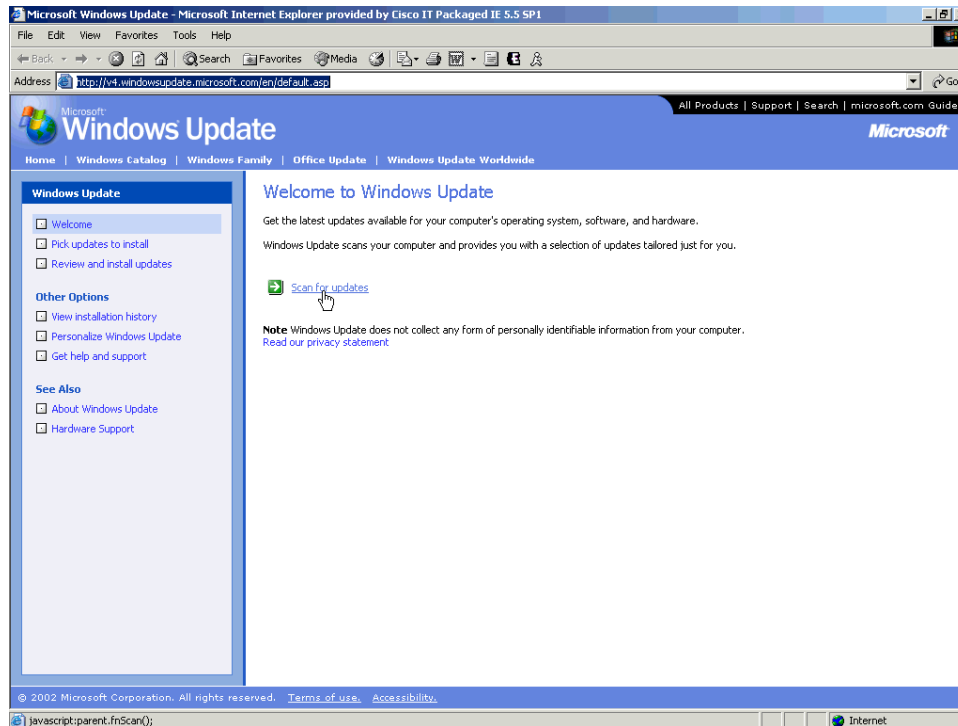 Microsoft Windows Update - Microsoft Internet Explorer provided by Cisco IT Packaged IE 5.5 SP1
File Edit View Favorites Tools Help
Back Search Favorites Media
Address http://v4.windowsupdate.microsoft.com/en/default.asp Go
All Products | Support | Search | microsoft.com Guide
Microsoft
Windows Update
Microsoft
Home | Windows Catalog | Windows Family | Office Update | Windows Update Worldwide
Windows Update
Welcome
Pick updates to install
Review and install updates
Other Options
View installation history
Personalize Windows Update
Get help and support
See Also
About Windows Update
Hardware Support
Welcome to Windows Update
Get the latest updates available for your computer's operating system, software, and hardware.
Windows Update scans your computer and provides you with a selection of updates tailored just for you.
Scan for updates
Note Windows Update does not collect any form of personally identifiable information from your computer.
Read our privacy statement
© 2002 Microsoft Corporation. All rights reserved. Terms of use. Accessibility.
javascript:parent.fnScan(); Internet